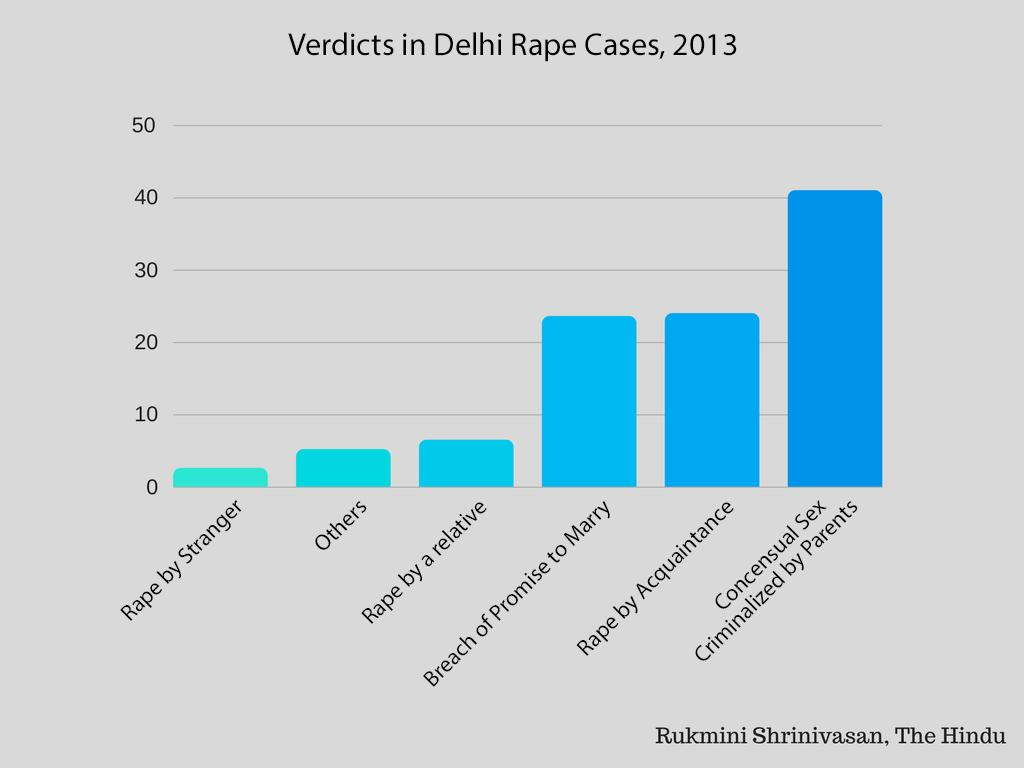 Verdicts in Delhi Rape Cases, 2013
50
40
30
20
10
0
Rape by Stranger
Others
Rape by a relative
Breach of Promise to Marry
Rape by Acquaintance
Concensual Sex
Criminalized by Parents
Rukmini Shrinivasan, The Hindu